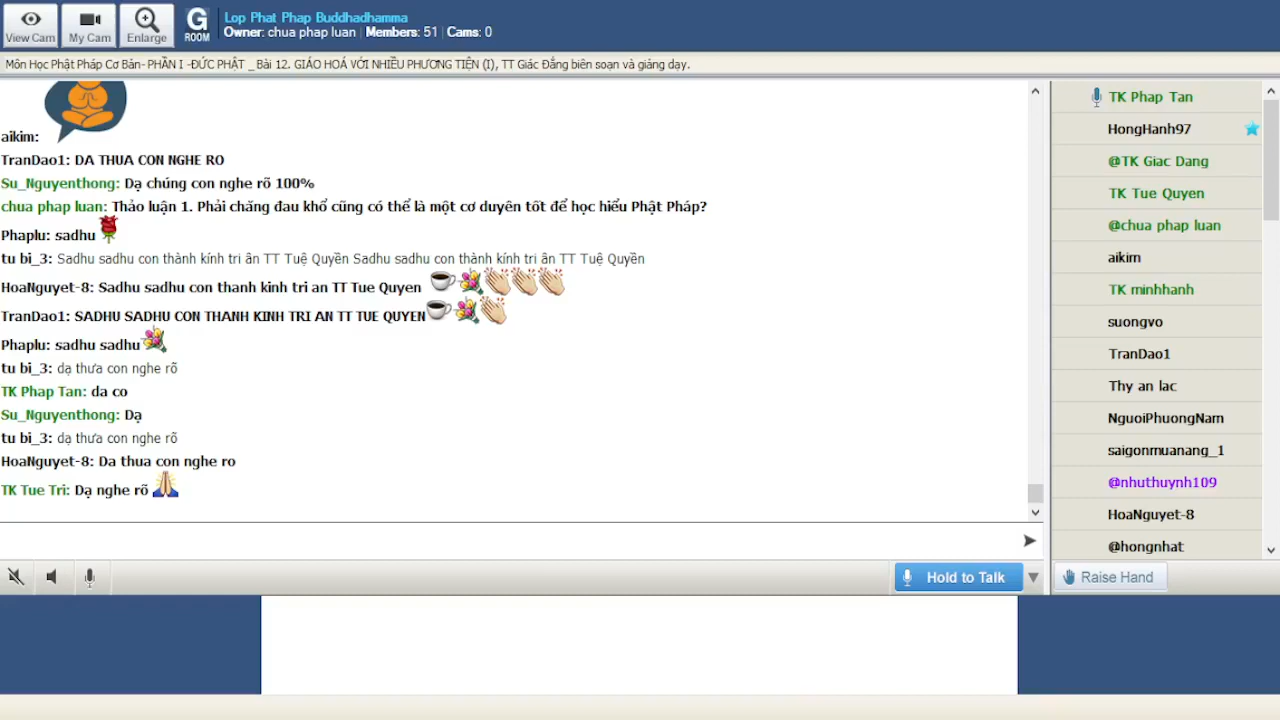 View Cam
My Cam
Enlarge
G
ROOM
Lop Phat Phap Buddhadhamma
Owner: chua phap luan | Members: 51 | Cams: 0
Môn Học Phật Pháp Cơ Bản- PHẦN I -ĐỨC PHẬT _ Bài 12. GIÁO HOÁ VỚI NHIỀU PHƯƠNG TIỆN (I), TT Giác Đẳng biên soạn và giảng dạy.
aikim:
TranDao1: DA THUA CON NGHE RO
Su_Nguyenthong: Dạ chúng con nghe rõ 100%
chua phap luan: Thảo luận 1. Phải chăng đau khổ cũng có thể là một cơ duyên tốt để học hiểu Phật Pháp?
Phaplu: sadhu
tu bi_3: Sadhu sadhu con thành kính tri ân TT Tuệ Quyền Sadhu sadhu con thành kính tri ân TT Tuệ Quyền
HoaNguyet-8: Sadhu sadhu con thanh kinh tri an TT Tue Quyen
TranDao1: SADHU SADHU CON THANH KINH TRI AN TT TUE QUYEN
Phaplu: sadhu sadhu
tu bi_3: dạ thưa con nghe rõ
TK Phap Tan: da co
Su_Nguyenthong: Dạ
tu bi_3: dạ thưa con nghe rõ
HoaNguyet-8: Da thua con nghe ro
TK Tue Tri: Dạ nghe rõ
Hold to Talk
TK Phap Tan
HongHanh97
@TK Giac Dang
TK Tue Quyen
@chua phap luan
aikim
TK minhhanh
suongvo
TranDao1
Thy an lac
NguoiPhuongNam
saigonmuanang_1
@nhuthuynh109
HoaNguyet-8
@hongnhat
Raise Hand